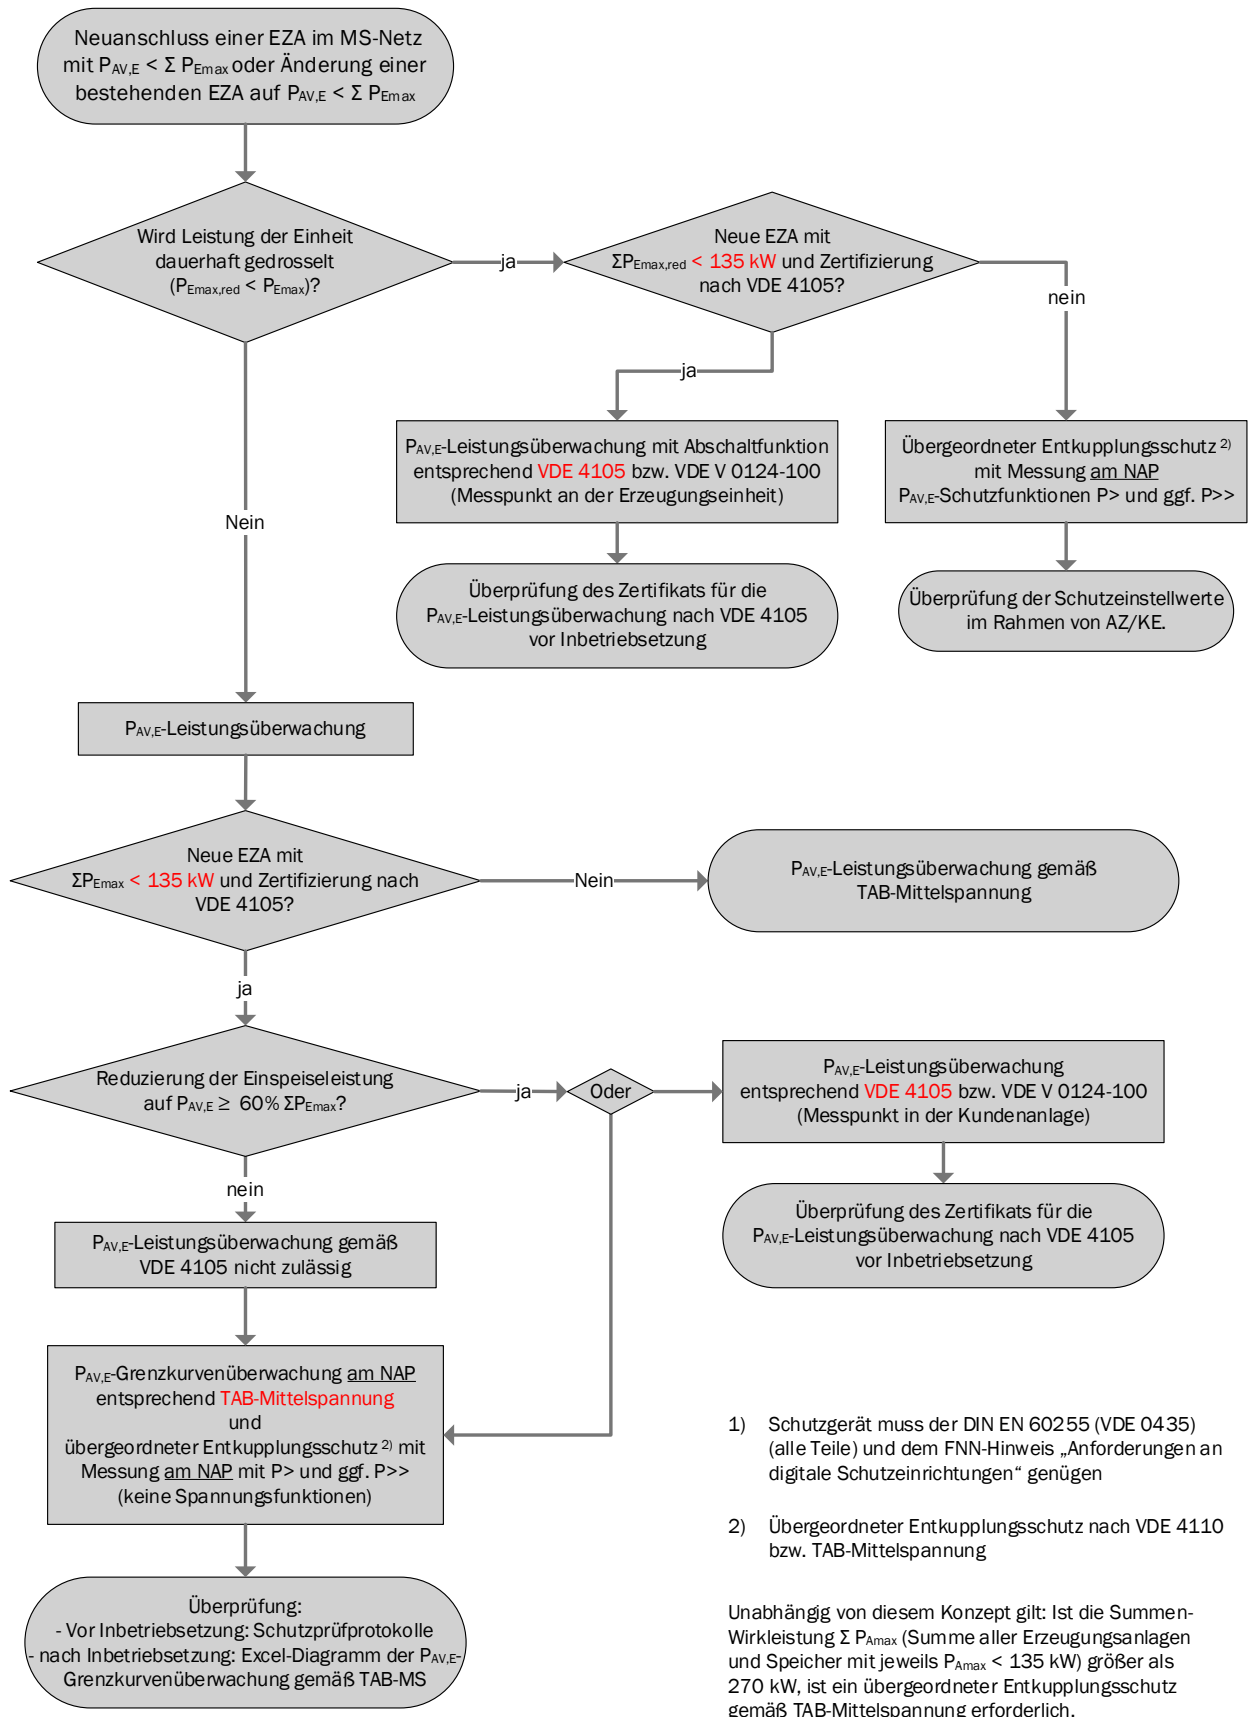 Neuanschluss einer EZA im MS-Netz
mit PAV,E < Σ PEmax oder Änderung einer
bestehenden EZA auf PAV,E < Σ PEmax
Wird Leistung der Einheit
dauerhaft gedrosselt
(PEmax,red < PEmax)?
ja
Neue EZA mit
ΣPEmax,red < 135 kW und Zertifizierung
nach VDE 4105?
nein
ja
PAV,E-Leistungsüberwachung mit Abschaltfunktion
entsprechend VDE 4105 bzw. VDE V 0124-100
(Messpunkt an der Erzeugungseinheit)
Übergeordneter Entkupplungsschutz 2)
mit Messung am NAP
PAV,E-Schutzfunktionen P> und ggf. P>>
Nein
Überprüfung des Zertifikats für die
PAV,E-Leistungsüberwachung nach VDE 4105
vor Inbetriebsetzung
Überprüfung der Schutzeinstellwerte
im Rahmen von AZ/KE.
PAV,E-Leistungsüberwachung
Neue EZA mit
ΣPEmax < 135 kW und Zertifizierung nach
VDE 4105?
Nein
PAV,E-Leistungsüberwachung gemäß
TAB-Mittelspannung
ja
Reduzierung der Einspeiseleistung
auf PAV,E ≥ 60% ΣPEmax?
ja
Oder
PAV,E-Leistungsüberwachung
entsprechend VDE 4105 bzw. VDE V 0124-100
(Messpunkt in der Kundenanlage)
nein
Überprüfung des Zertifikats für die
PAV,E-Leistungsüberwachung nach VDE 4105
vor Inbetriebsetzung
PAV,E-Leistungsüberwachung gemäß
VDE 4105 nicht zulässig
PAV,E-Grenzkurvenüberwachung am NAP
entsprechend TAB-Mittelspannung
und
übergeordneter Entkupplungsschutz 2) mit
Messung am NAP mit P> und ggf. P>>
(keine Spannungsfunktionen)
Überprüfung:
- Vor Inbetriebsetzung: Schutzprüfprotokolle
- nach Inbetriebsetzung: Excel-Diagramm der PAV,E-
Grenzkurvenüberwachung gemäß TAB-MS
1) Schutzgerät muss der DIN EN 60255 (VDE 0435)
(alle Teile) und dem FNN-Hinweis „Anforderungen an
digitale Schutzeinrichtungen“ genügen
2) Übergeordneter Entkupplungsschutz nach VDE 4110
bzw. TAB-Mittelspannung
Unabhängig von diesem Konzept gilt: Ist die Summen-
Wirkleistung Σ PAmax (Summe aller Erzeugungsanlagen
und Speicher mit jeweils PAmax < 135 kW) größer als
270 kW, ist ein übergeordneter Entkupplungsschutz
gemäß TAB-Mittelspannung erforderlich.